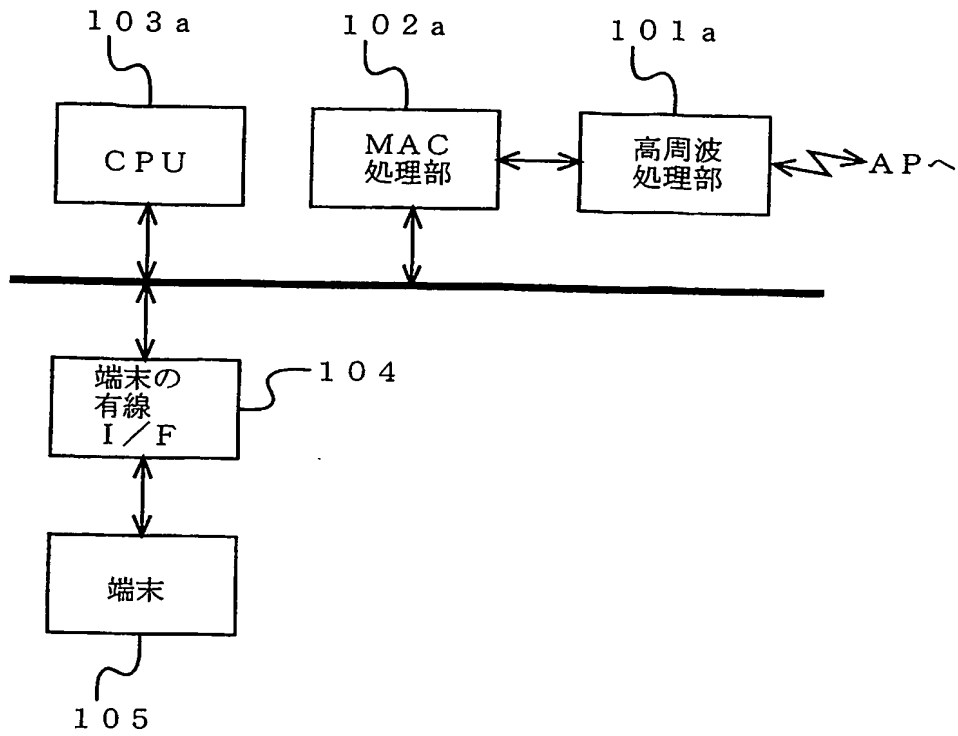 １０３ａ
１０２ａ
１０１ａ
ＣＰＵ
ＭＡＣ
処理部
高周波
処理部
ＡＰへ
端末の
有線
Ｉ／Ｆ
１０４
端末
１０５